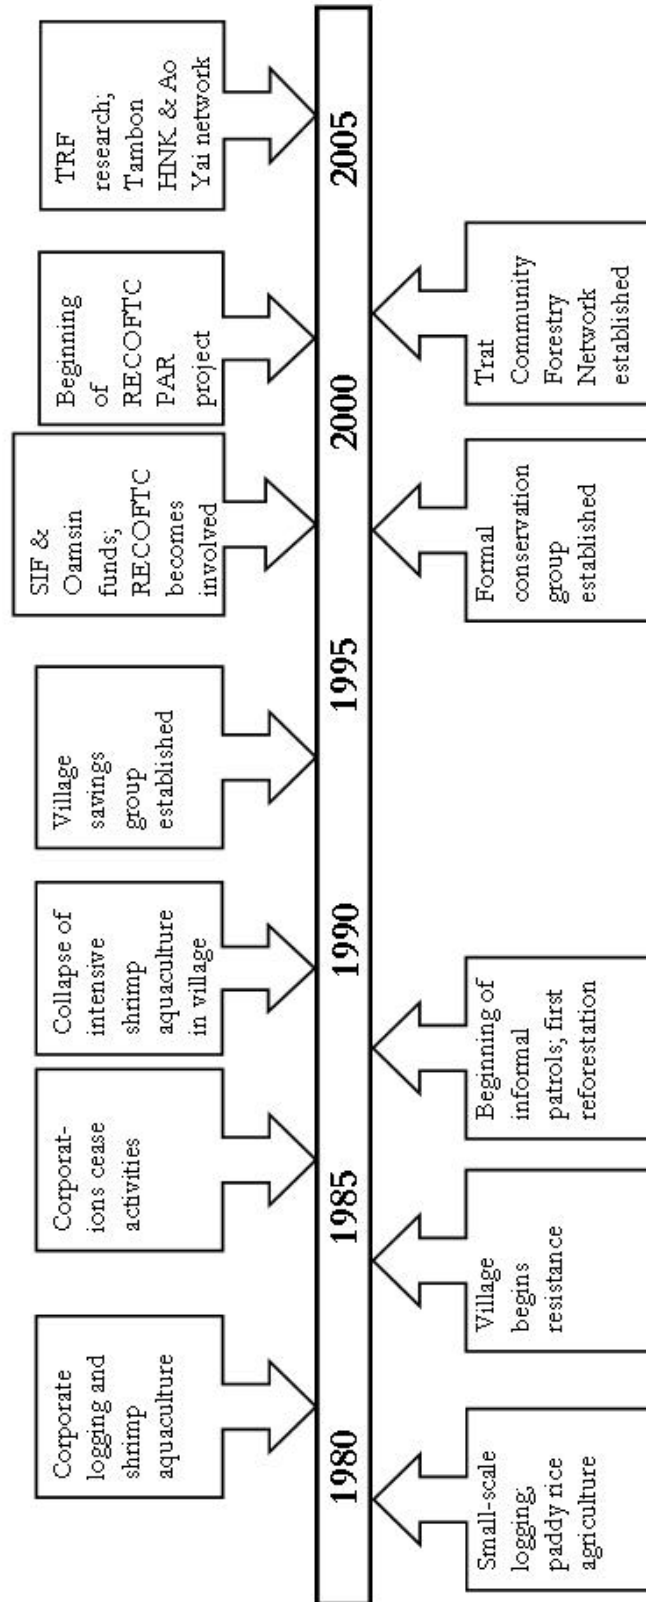 Corporate
logging and
shrimp
aquaculture
Corporat-
ions cease
activities
Collapse of
intensive
shrimp
aquaculture
in village
Village
savings
group
established
SIF &
Oamsin
funds;
RECOFTC
becomes
involved
Beginning
of
RECOFTC
PAR
project
TRF
research;
Tambon
HNK & Ao
Yai network
1980
1985
1990
1995
2000
2005
Small-scale
logging;
paddy rice
agriculture
Village
begins
resistance
Beginning of
informal
patrols; first
reforestation
Formal
conservation
group
established
Trat
Community
Forestry
Network
established